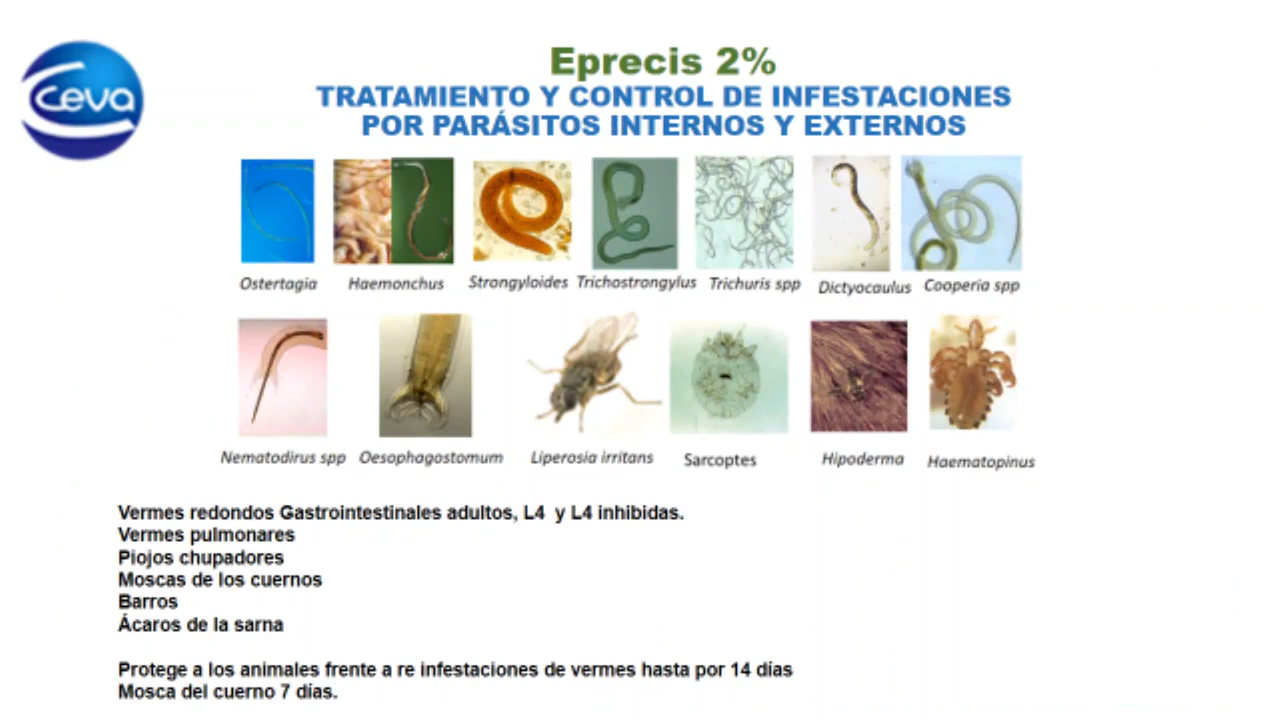 ceva
Eprecis 2%
TRATAMIENTO Y CONTROL DE INFESTACIONES
POR PARÁSITOS INTERNOS Y EXTERNOS
Ostertagia Haemonchus Strongyloides Trichostrongylus Trichuris spp Dictyocaulus Cooperia spp
Nematodirus spp Oesophagostomum Liperosia irritans Sarcoptes Hipoderma Haematopinus
Vermes redondos Gastrointestinales adultos, L4 y L4 inhibidas.
Vermes pulmonares
Piojos chupadores
Moscas de los cuernos
Barros
Ácaros de la sarna
Protege a los animales frente a re infestaciones de vermes hasta por 14 días
Mosca del cuerno 7 días.